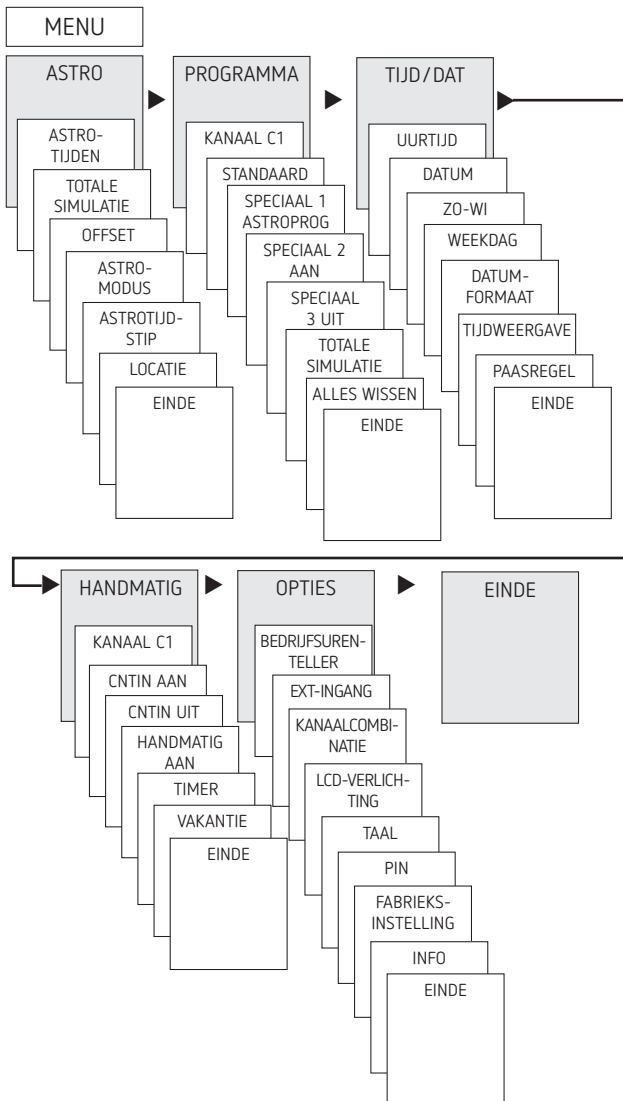 MENU
ASTRO
ASTRO-
TIJDEN
TOTALE
SIMULATIE
OFFSET
ASTRO-
MODUS
ASTROTIJD-
STIP
LOCATIE
EINDE
PROGRAMMA
KANAAL C1
STANDAARD
SPECIAAL 1
ASTROPROG
SPECIAAL 2
AAN
SPECIAAL
3 UIT
TOTALE
SIMULATIE
ALLES WISSEN
EINDE
TIJD/DAT
UURTIJD
DATUM
ZO-WI
WEEKDAG
DATUM-
FORMAAT
TIJDWEERGAVE
PAASREGEL
EINDE
HANDMATIG
KANAAL C1
CNTIN AAN
CNTIN UIT
HANDMATIG
AAN
TIMER
VAKANTIE
EINDE
OPTIES
BEDRIJFSUREN-
TELLER
EXT-INGANG
KANAALCOMBI-
NATIE
LCD-VERLICH-
TING
TAAL
PIN
FABRIEKS-
INSTELLING
INFO
EINDE
EINDE